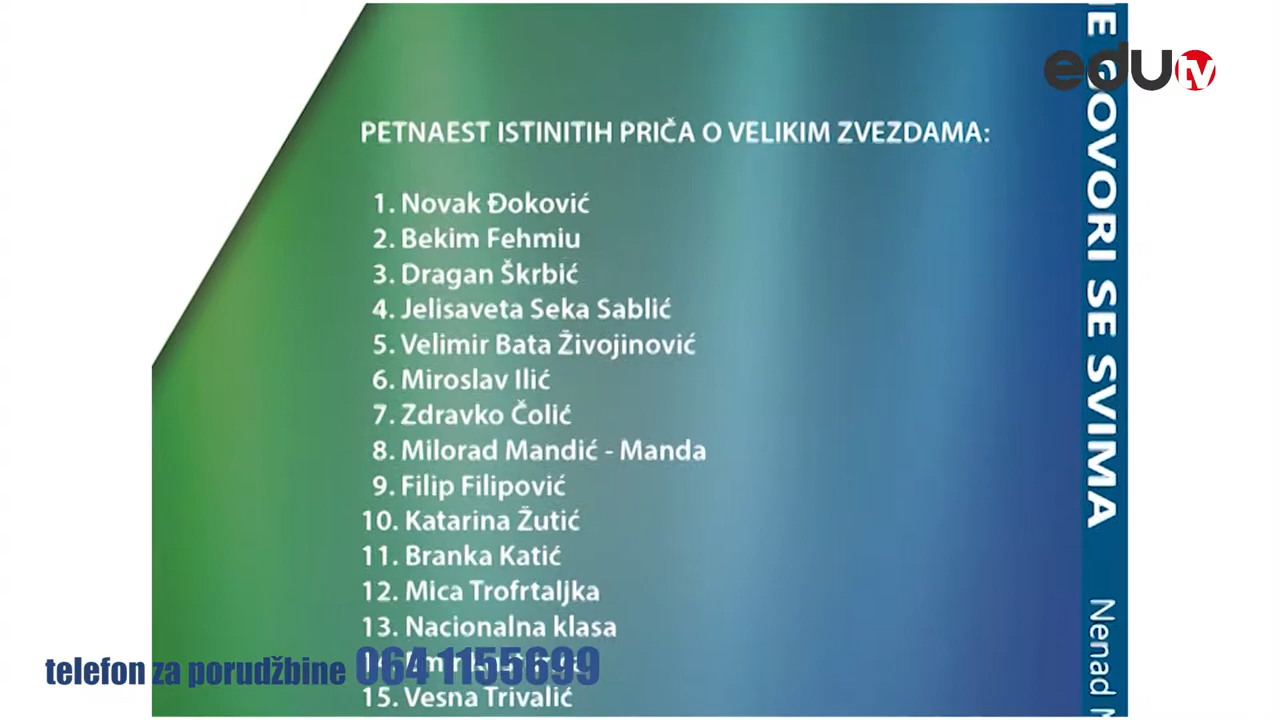 edutv
PETNAEST ISTINITIH PRIČA O VELIKIM ZVEZDAMA:
1. Novak Đoković
2. Bekim Fehmiu
3. Dragan Škrbić
4. Jelisaveta Seka Sablić
5. Velimir Bata Živojinović
6. Miroslav Ilić
7. Zdravko Čolić
8. Milorad Mandić - Manda
9. Filip Filipović
10. Katarina Žutić
11. Branka Katić
12. Mica Trofrtaljka
13. Nacionalna klasa
14.
15. Vesna Trivalić
telefon za porudžbine 064 1155699
GOVORI SE SVIMA
Nenad